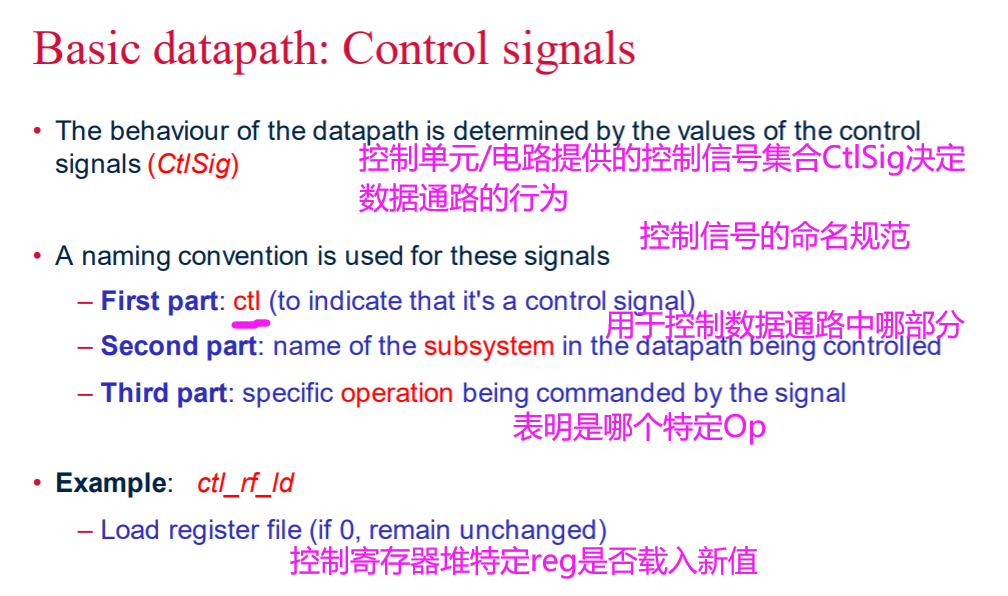 Basic datapath: Control signals
• The behaviour of the datapath is determined by the values of the control
signals (CtlSig)
控制单元/电路提供的控制信号集合CtlSig决定
数据通路的行为
控制信号的命名规范
• A naming convention is used for these signals
– First part: ctl (to indicate that it's a control signal)
用于控制数据通路中哪部分
– Second part: name of the subsystem in the datapath being controlled
– Third part: specific operation being commanded by the signal
表明是哪个特定Op
• Example: ctl_rf_ld
– Load register file (if 0, remain unchanged)
控制寄存器堆特定reg是否载入新值